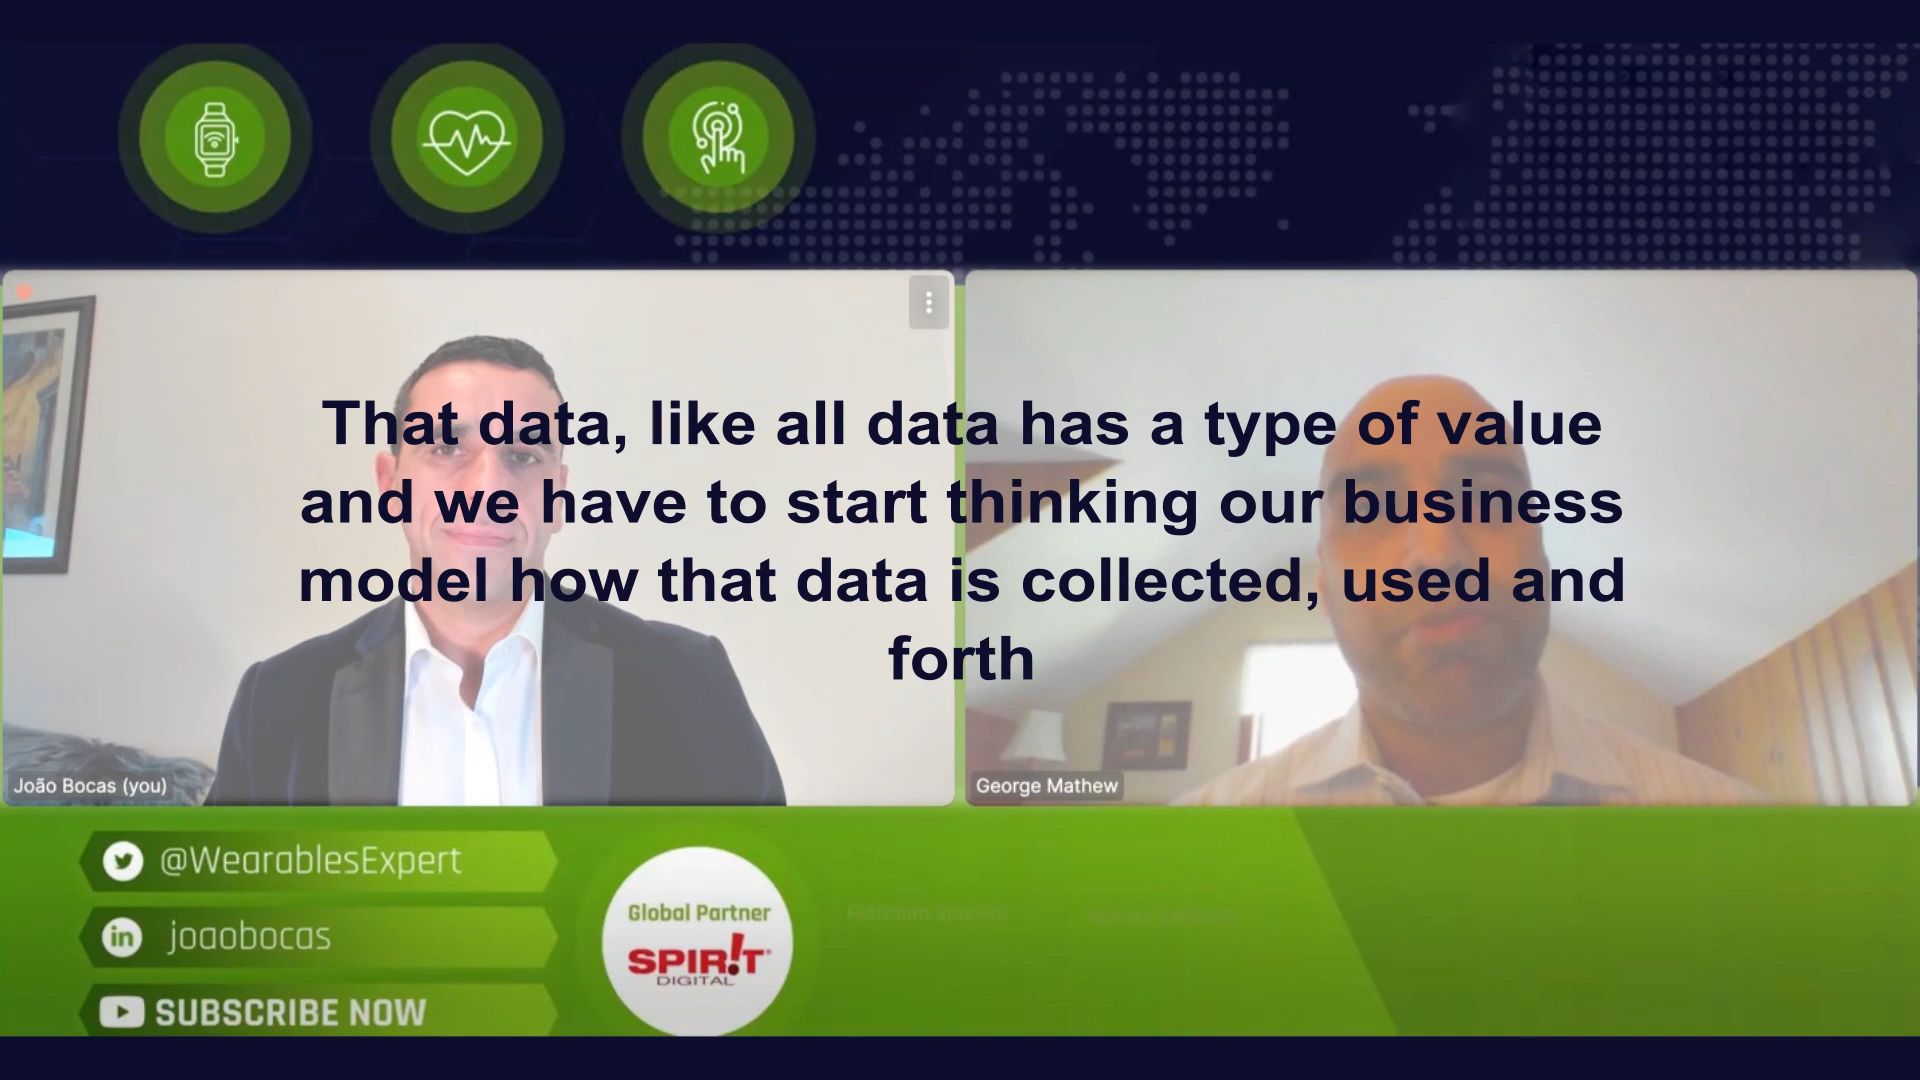 That data, like all data has a type of value
and we have to start thinking our business
model how that data is collected, used and
forth
João Bocas (you)
George Mathew
@WearablesExpert
joaobocas
SUBSCRIBE NOW
Global Partner
SPIR!T
DIGITAL
Platinum Sponsor